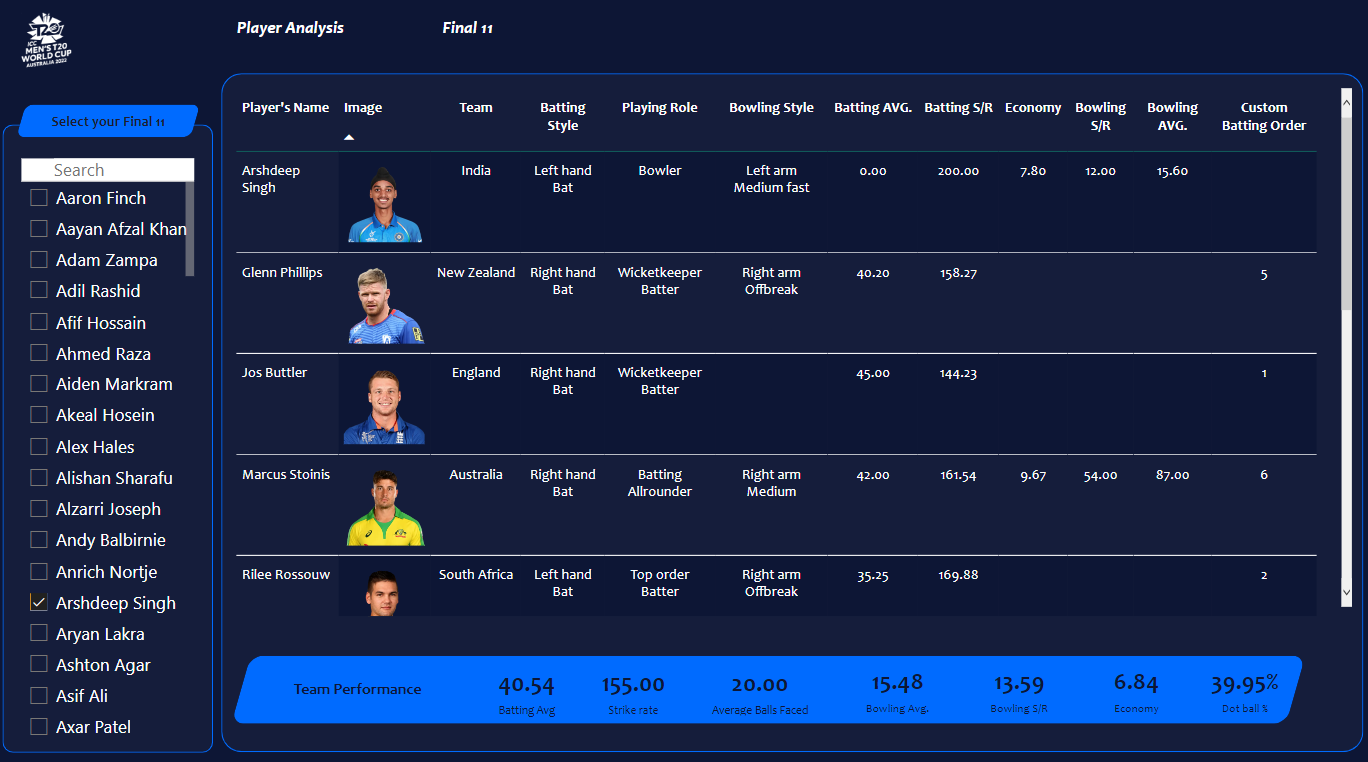 ICC
MEN'S T20
WORLD CUP
AUSTRALIA 2022
Player Analysis
Final 11
Select your Final 11
Search
Aaron Finch
Aayan Afzal Khan
Adam Zampa
Adil Rashid
Afif Hossain
Ahmed Raza
Aiden Markram
Akeal Hosein
Alex Hales
Alishan Sharafu
Alzarri Joseph
Andy Balbirnie
Anrich Nortje
Arshdeep Singh
Aryan Lakra
Ashton Agar
Asif Ali
Axar Patel
Player's Name Image Team Batting Style Playing Role Bowling Style Batting AVG. Batting S/R Economy Bowling S/R Bowling AVG. Custom Batting Order
Arshdeep Singh India Left hand Bat Bowler Left arm Medium fast 0.00 200.00 7.80 12.00 15.60
Glenn Phillips New Zealand Right hand Bat Wicketkeeper Batter Right arm Offbreak 40.20 158.27 5
Jos Buttler England Right hand Bat Wicketkeeper Batter 45.00 144.23 1
Marcus Stoinis Australia Right hand Bat Batting Allrounder Right arm Medium 42.00 161.54 9.67 54.00 87.00 6
Rilee Rossouw South Africa Left hand Bat Top order Batter Right arm Offbreak 35.25 169.88 2
Team Performance
40.54 155.00 20.00 15.48 13.59 6.84 39.95%
Batting Avg Strike rate Average Balls Faced Bowling Avg. Bowling S/R Economy Dot ball %